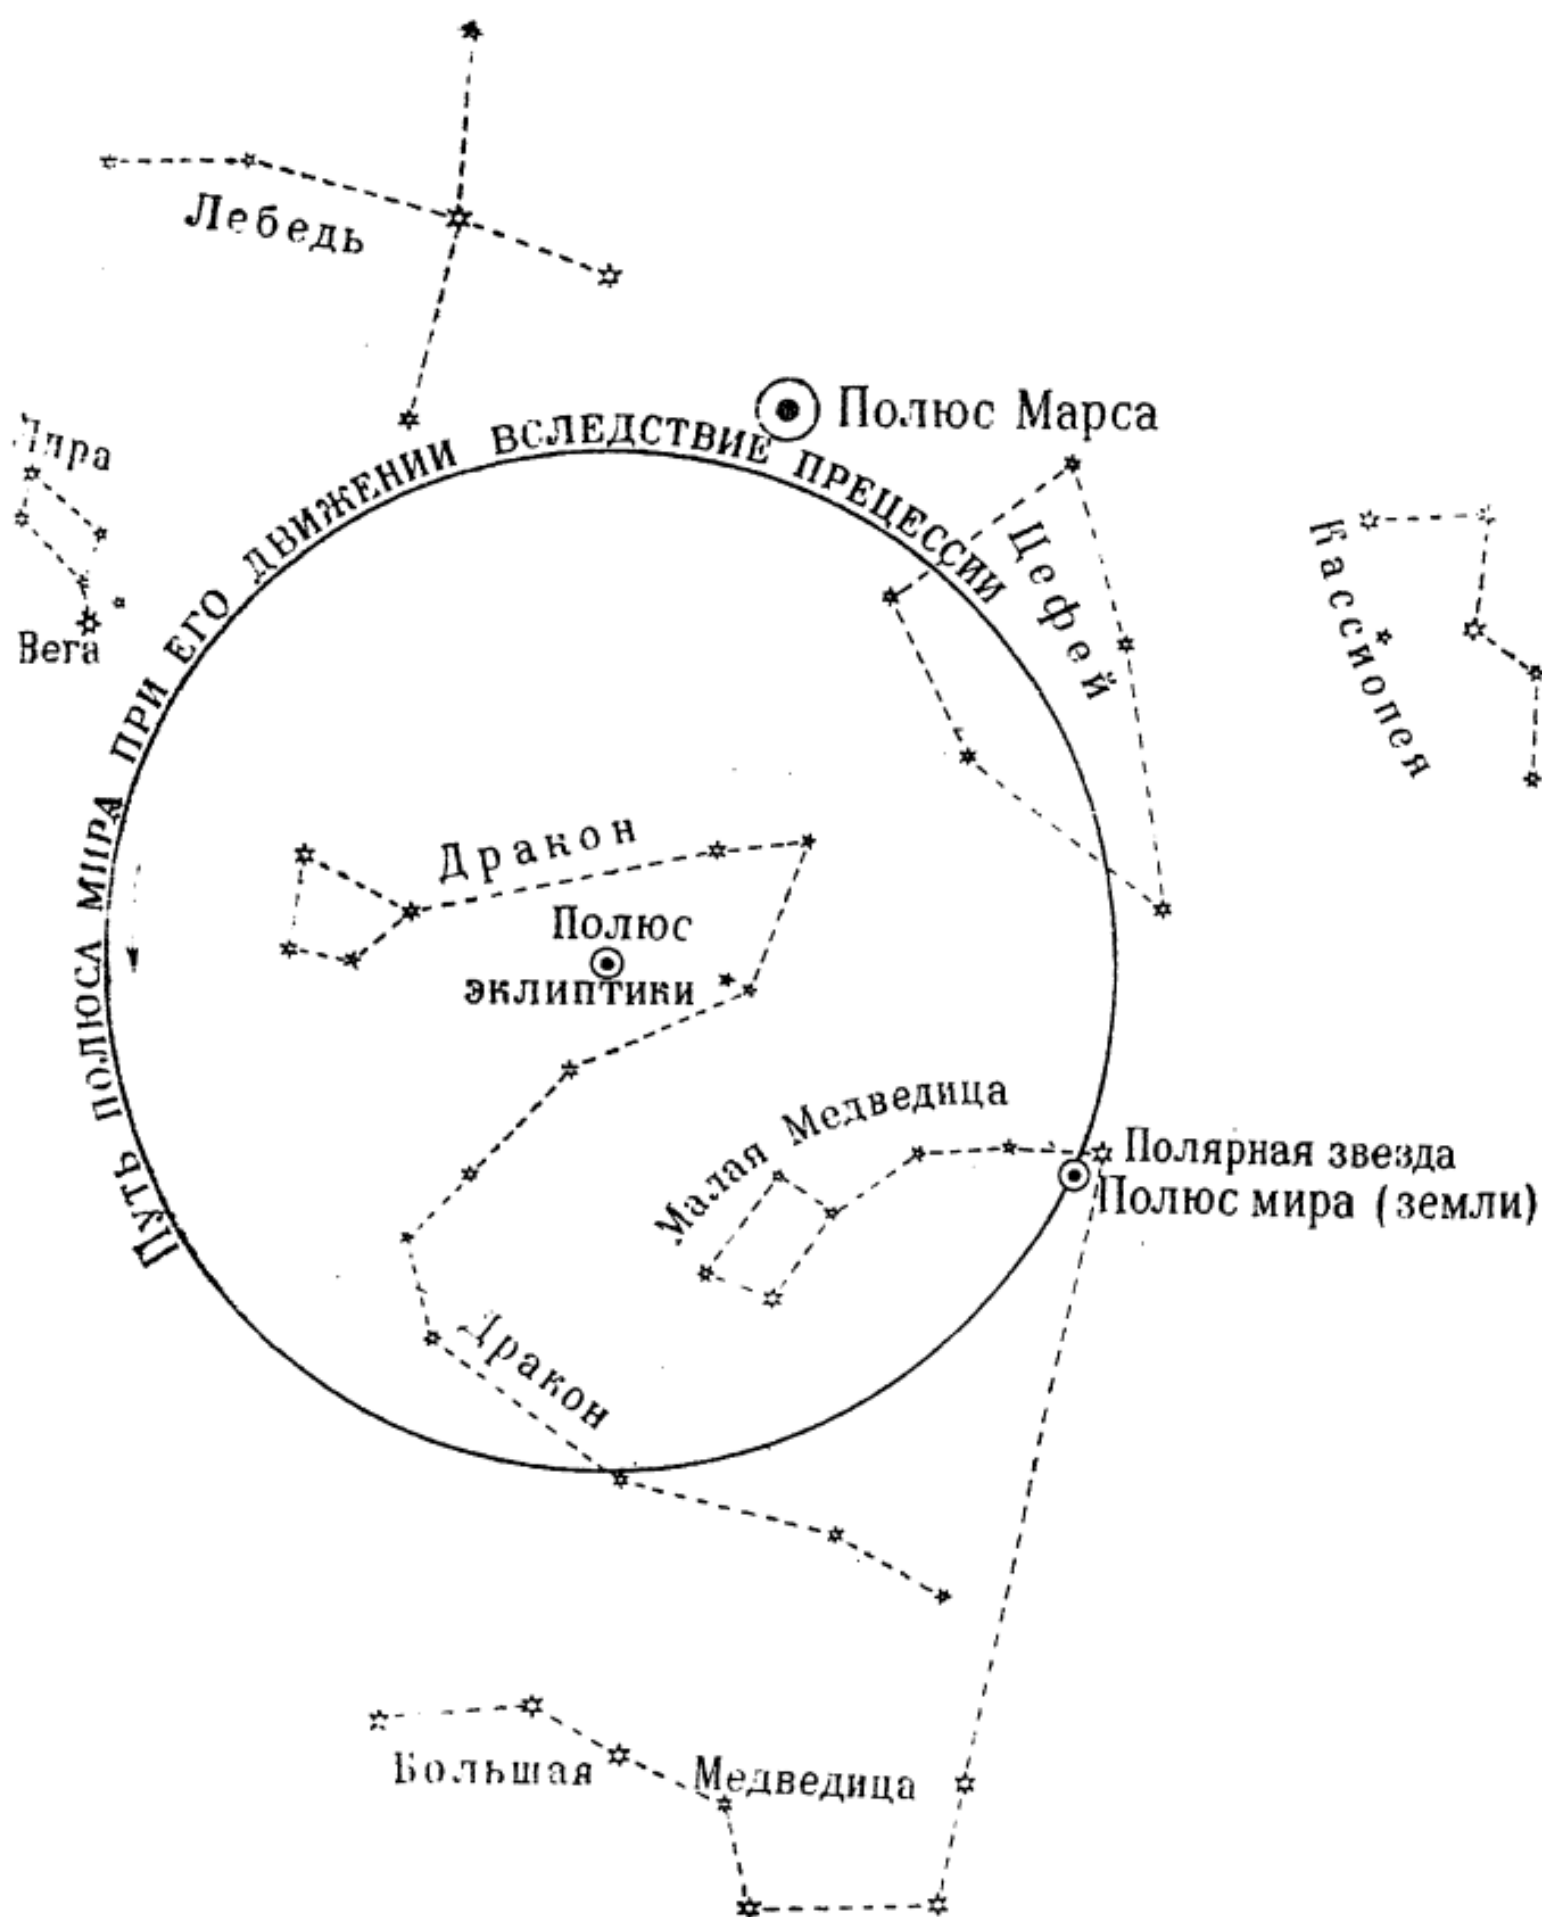 Лебедь
Полюс Марса
Лира
Вега
Цефей
Кассиопея
ПУТЬ ПОЛЮСА МИРА ПРИ ЕГО ДВИЖЕНИИ ВСЛЕДСТВИЕ ПРЕЦЕССИИ
Дракон
Полюс
эклиптики
Малая Медведица
Полярная звезда
Полюс мира (земли)
Дракон
Большая Медведица